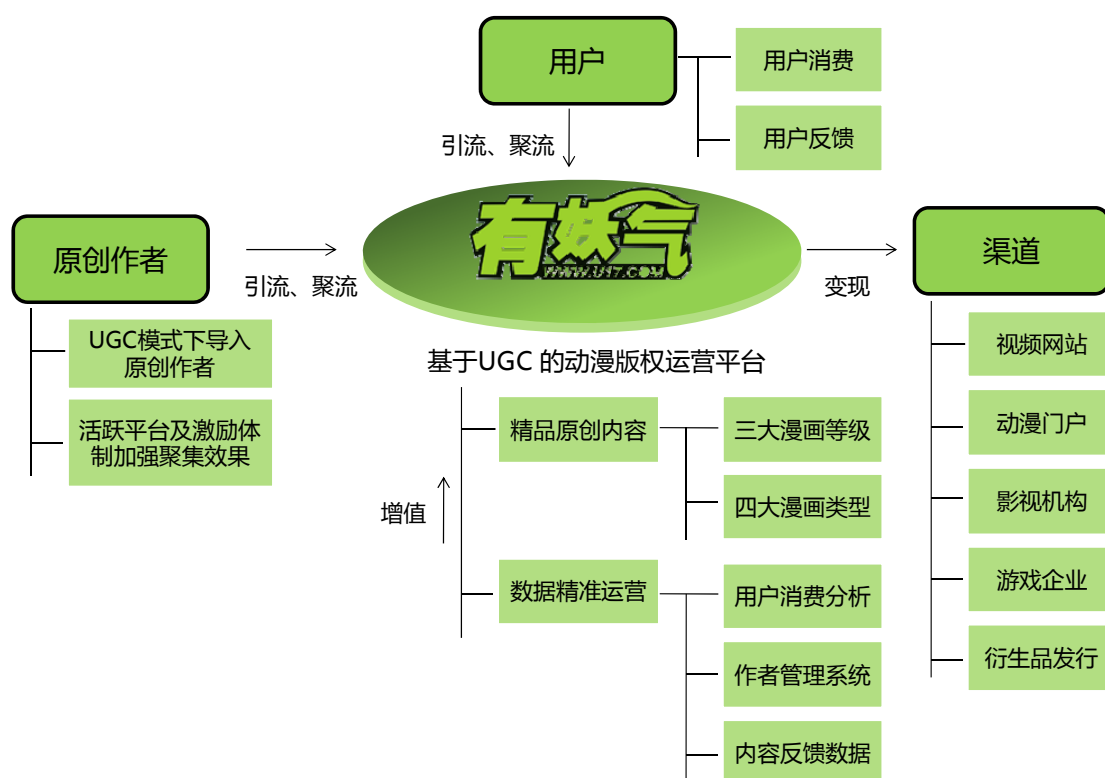 用户
用户消费
用户反馈
引流、聚流
有妖气
WWW.U17.COM
原创作者
引流、聚流
变现
渠道
UGC模式下导入
原创作者
活跃平台及激励体
制加强聚集效果
基于UGC 的动漫版权运营平台
增值
精品原创内容
三大漫画等级
四大漫画类型
数据精准运营
用户消费分析
作者管理系统
内容反馈数据
视频网站
动漫门户
影视机构
游戏企业
衍生品发行